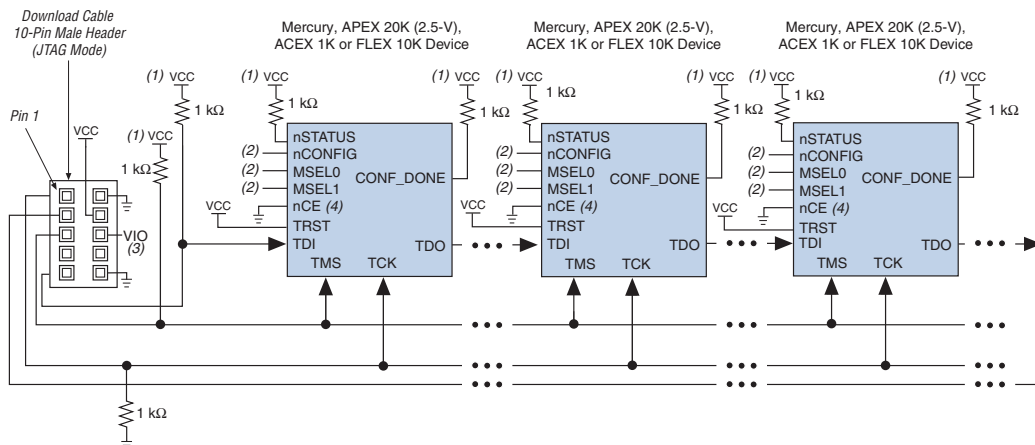 Download Cable
10-Pin Male Header
(JTAG Mode)
Pin 1
VCC
(1) VCC
1 kΩ
(1) VCC
1 kΩ
VIO
(3)
1 kΩ
Mercury, APEX 20K (2.5-V),
ACEX 1K or FLEX 10K Device
(1) VCC
1 kΩ
(1) VCC
1 kΩ
nSTATUS
(2) nCONFIG
(2) MSEL0
(2) MSEL1
CONF_DONE
nCE (4)
VCC
TRST
TDI
TDO
TMS
TCK
Mercury, APEX 20K (2.5-V),
ACEX 1K or FLEX 10K Device
VCC
1 kΩ
(1) VCC
1 kΩ
nSTATUS
(2) nCONFIG
(2) MSEL0
(2) MSEL1
CONF_DONE
nCE (4)
VCC
TRST
TDI
TDO
TMS
TCK
Mercury, APEX 20K (2.5-V),
ACEX 1K or FLEX 10K Device
(1) VCC
1 kΩ
(1) VCC
1 kΩ
nSTATUS
(2) nCONFIG
(2) MSEL0
(2) MSEL1
CONF_DONE
nCE (4)
VCC
TRST
TDI
TDO
TMS
TCK